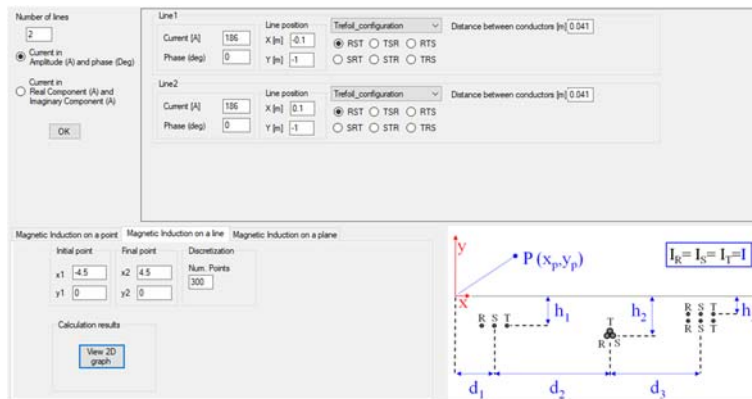 Number of lines
2
Current in
Amplitude (A) and phase (Deg)
Current in
Real Component (A) and
Imaginary Component (A)
OK
Line1
Current [A] 186
Phase (deg) 0
Line position
X [m] -0.1
Y [m] -1
Trefoil_configuration
RST TSR RTS
SRT STR TRS
Distance between conductors [m] 0.041
Line2
Current [A] 186
Phase (deg) 0
Line position
X [m] 0.1
Y [m] -1
Trefoil_configuration
RST TSR RTS
SRT STR TRS
Distance between conductors [m] 0.041
Magnetic Induction on a point Magnetic Induction on a line Magnetic Induction on a plane
Initial point
x1 -4.5
y1 0
Final point
x2 4.5
y2 0
Discretization
Num. Points
300
Calculation results
View 2D
graph
y
P (xp,yp)
IR= IS= IT=I
x
R S T
h1
T
R S
h2
R S T
R S T
h
d1
d2
d3